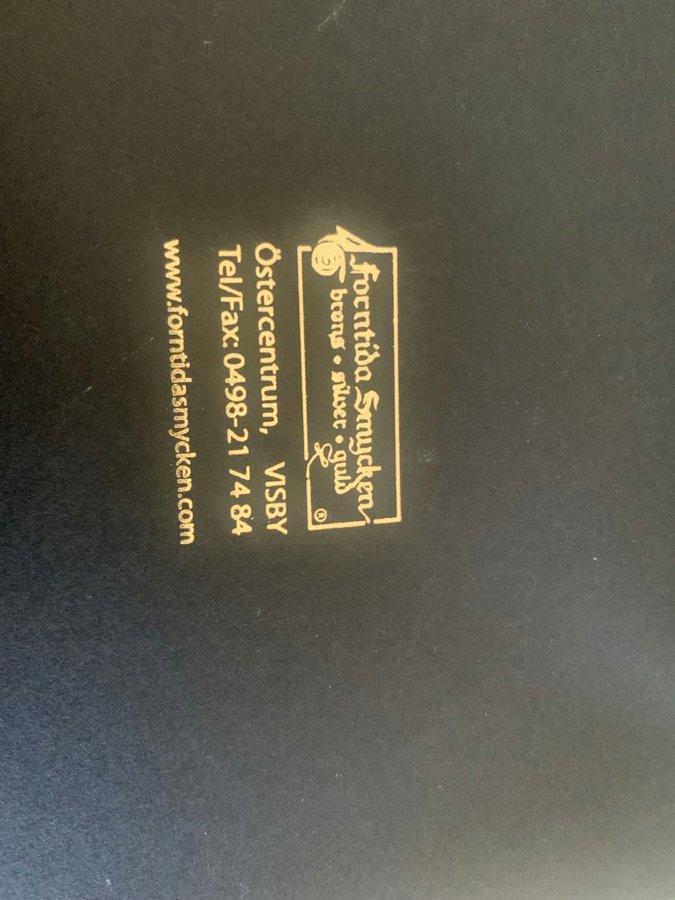 Forntida Smycken
brons • silver • guld
®
Östercentrum, VISBY
Tel/Fax: 0498-21 74 84
www.forntidasmycken.com